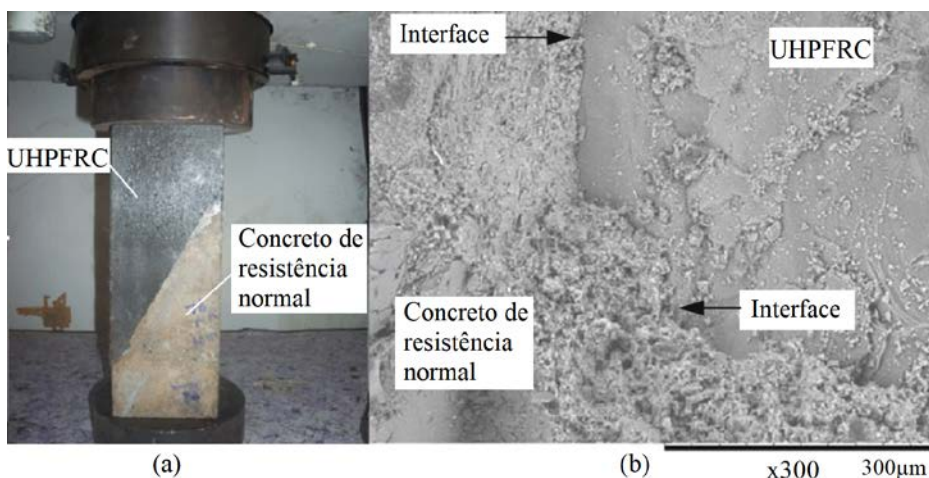 UHPFRC
Concreto de
resistência
normal
(a)
Interface
UHPFRC
Interface
Concreto de
resistência
normal
(b)
x300 300µm